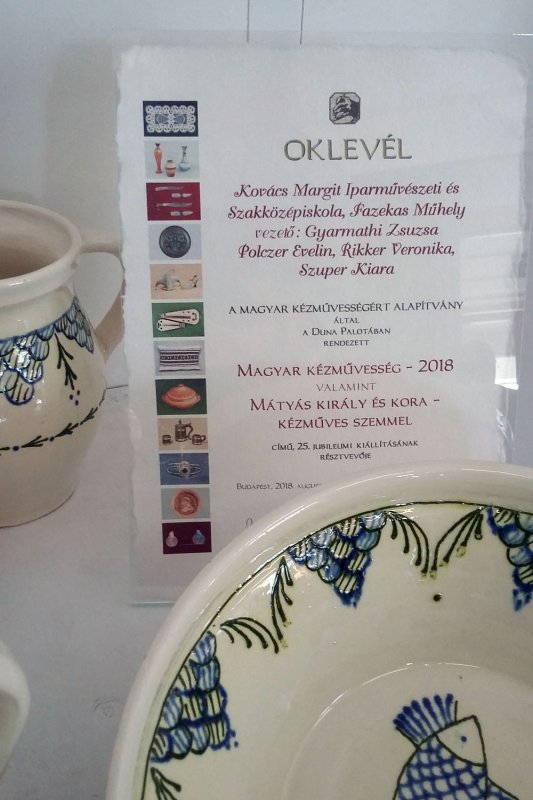 OKLEVÉL
Kovács Margit Iparművészeti és
Szakközépiskola, Fazekas Műhely
vezető: Gyarmathi Zsuzsa
Polczer Evelin, Rikker Veronika,
Szuper Kiara
A MAGYAR KÉZMŰVESSÉGÉRT ALAPÍTVÁNY
ÁLTAL
A DUNA PALOTÁBAN
RENDEZETT
MAGYAR KÉZMŰVESSÉG - 2018
VALAMINT
MÁTYÁS KIRÁLY ÉS KORA -
KÉZMŰVES SZEMMEL
CÍMŰ, 25. JUBILEUMI KIÁLLÍTÁSÁNAK
RÉSZTVEVŐJE
BUDAPEST, 2018.